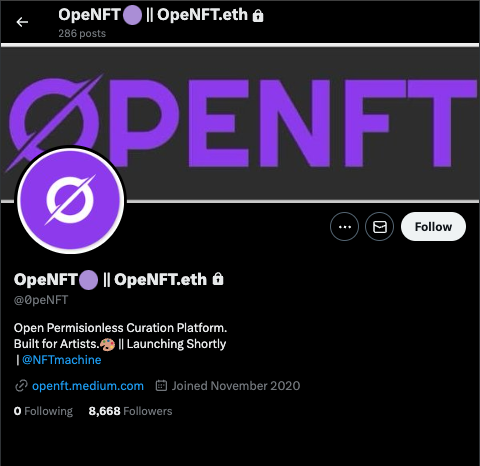 OpeNFT🟣 || OpeNFT.eth
286 posts
ØPENFT
Follow
OpeNFT🟣 || OpeNFT.eth
@0peNFT
Open Permisionless Curation Platform.
Built for Artists.🎨 || Launching Shortly
| @NFTmachine
openft.medium.com Joined November 2020
0 Following 8,668 Followers